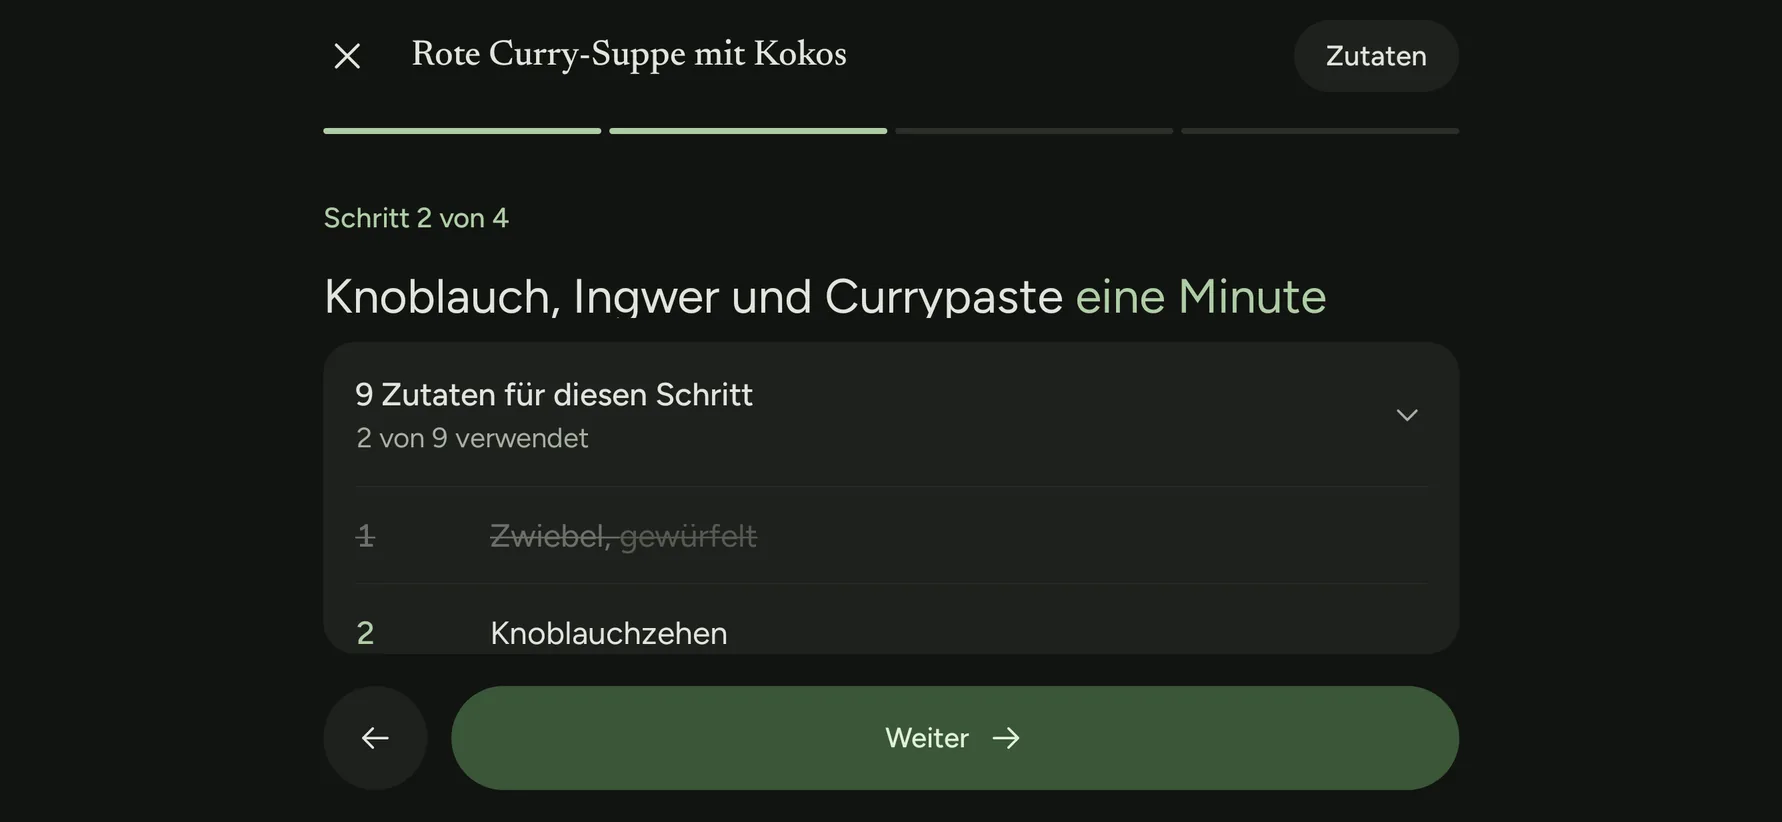 Rote Curry-Suppe mit Kokos
Zutaten
Schritt 2 von 4
Knoblauch, Ingwer und Currypaste eine Minute
9 Zutaten für diesen Schritt
2 von 9 verwendet
1 Zwiebel, gewürfelt
2 Knoblauchzehen
Weiter